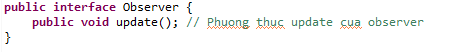 public interface Observer {
    public void update(); // Phuong thuc update cua observer
}